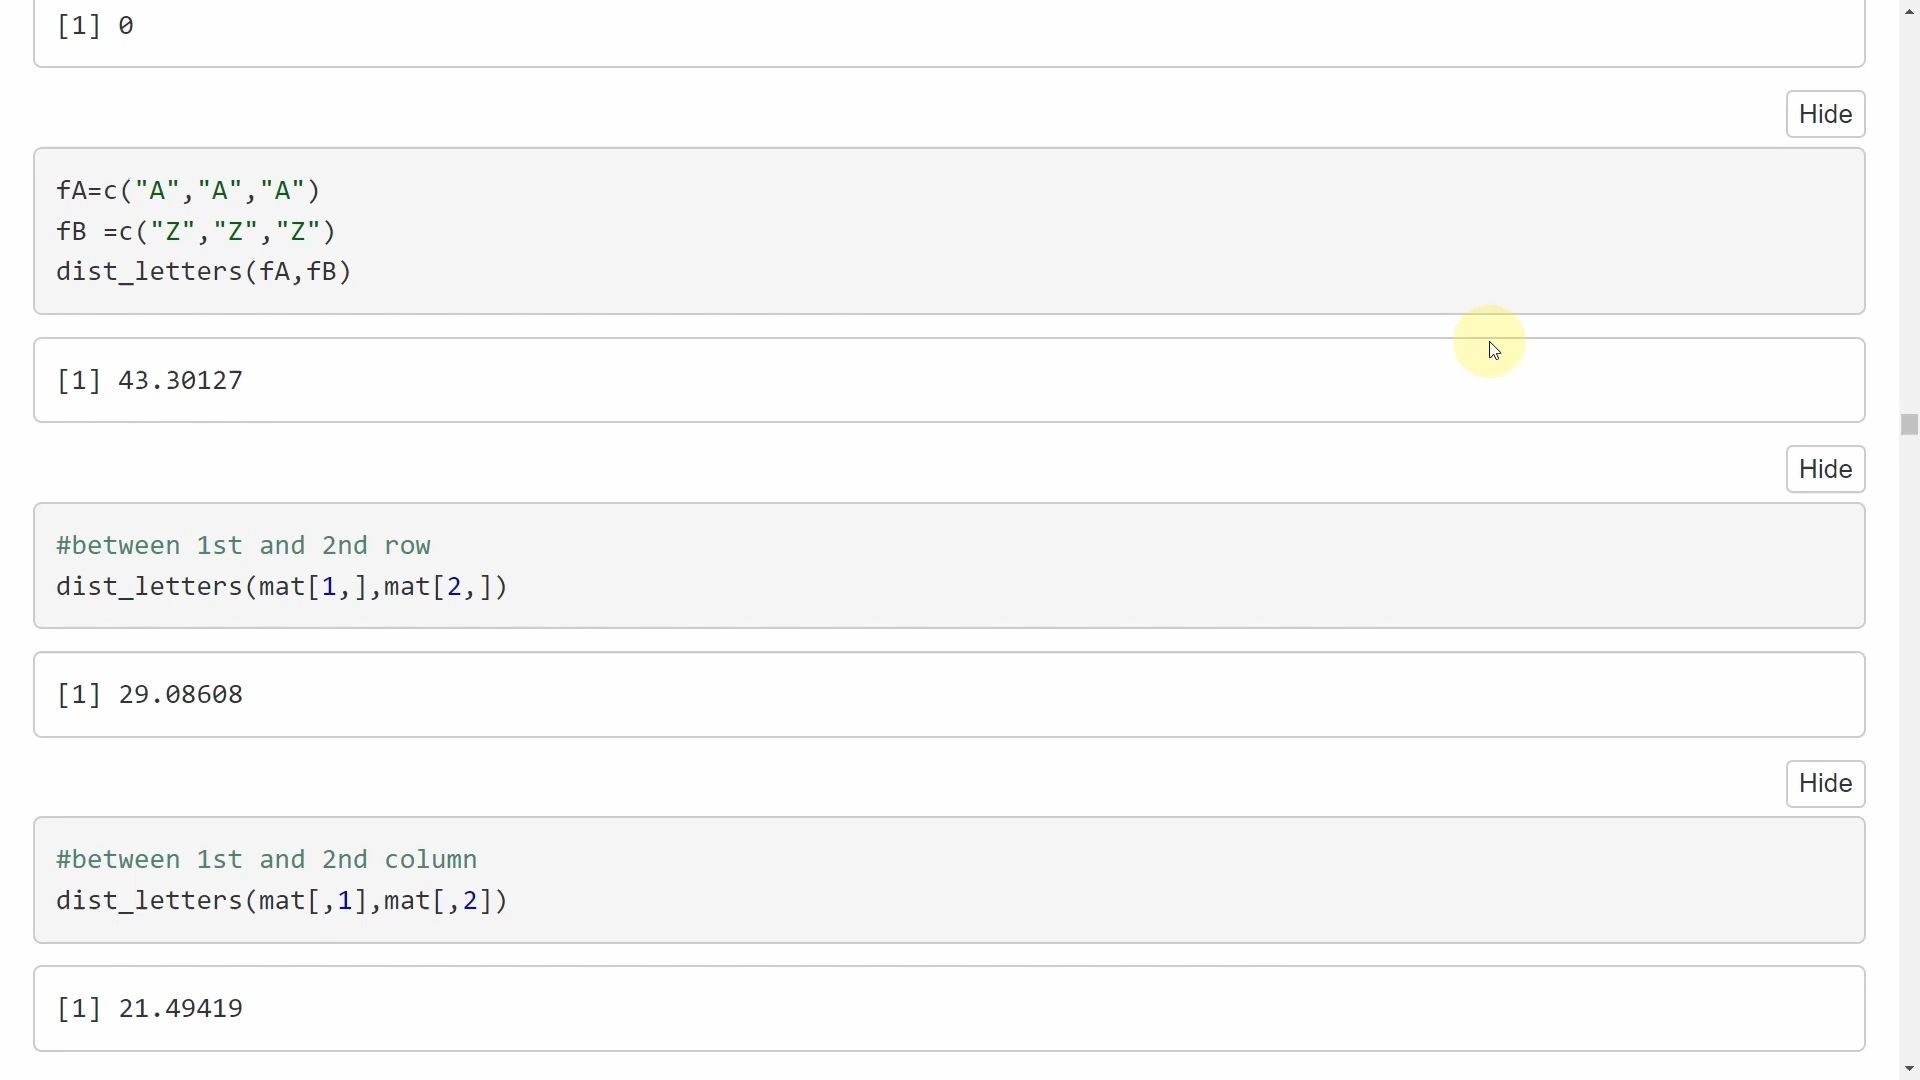 [1] 0
Hide
fA=c("A","A","A")
fB =c("Z","Z","Z")
dist_letters(fA,fB)
[1] 43.30127
Hide
#between 1st and 2nd row
dist_letters(mat[1,],mat[2,])
[1] 29.08608
Hide
#between 1st and 2nd column
dist_letters(mat[,1],mat[,2])
[1] 21.49419